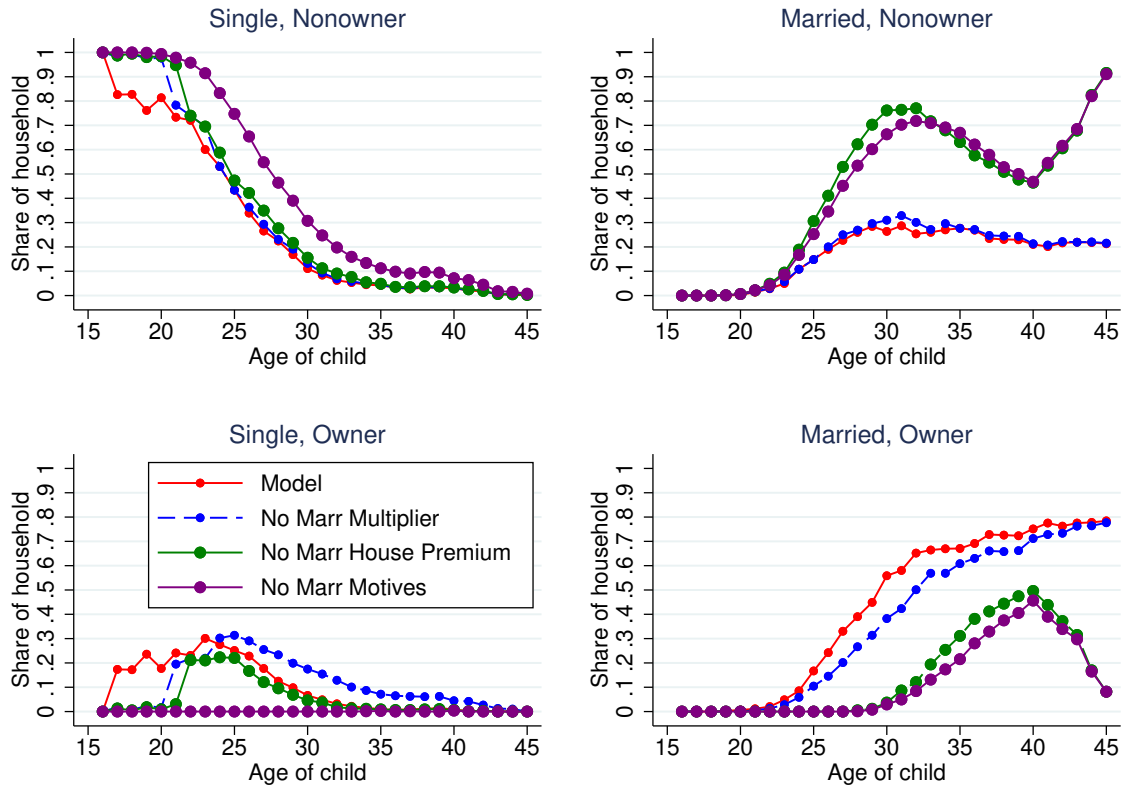 Single, Nonowner
Share of household
0 .1 .2 .3 .4 .5 .6 .7 .8 .9 1
15 20 25 30 35 40 45
Age of child
Married, Nonowner
Share of household
0 .1 .2 .3 .4 .5 .6 .7 .8 .9 1
15 20 25 30 35 40 45
Age of child
Single, Owner
Share of household
0 .1 .2 .3 .4 .5 .6 .7 .8 .9 1
Model
No Marr Multiplier
No Marr House Premium
No Marr Motives
15 20 25 30 35 40 45
Age of child
Married, Owner
Share of household
0 .1 .2 .3 .4 .5 .6 .7 .8 .9 1
15 20 25 30 35 40 45
Age of child